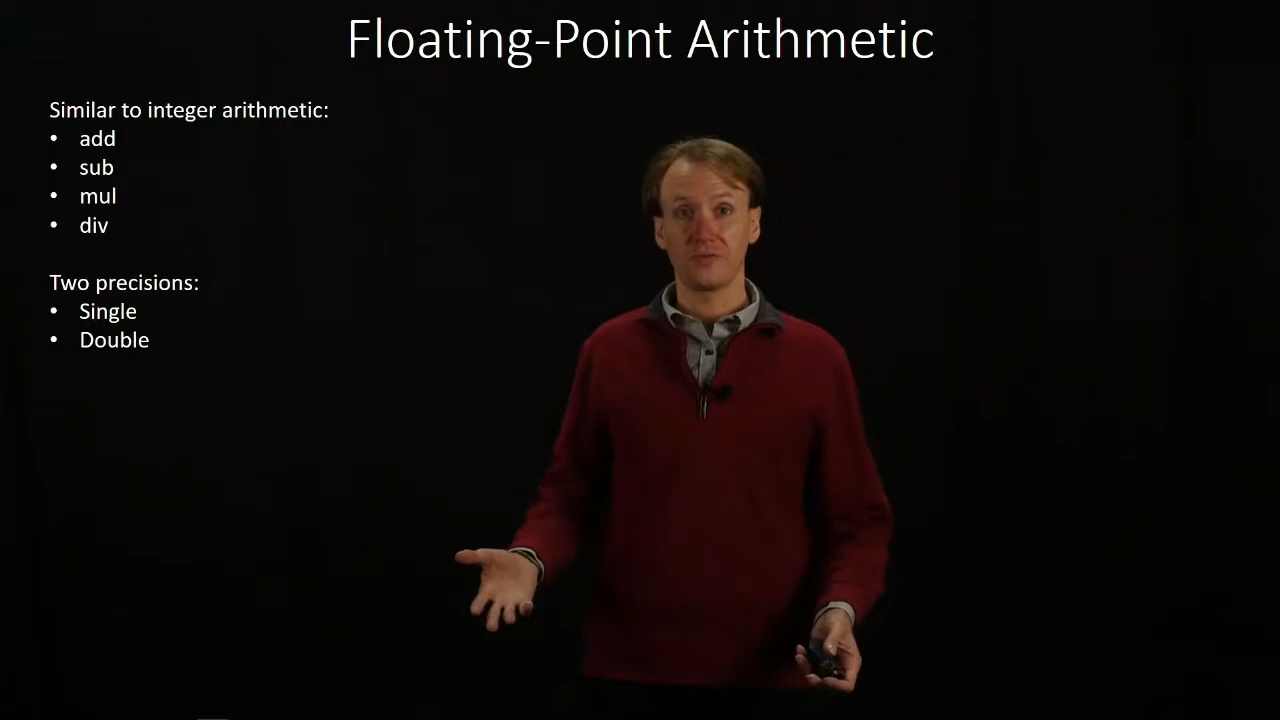 Floating-Point Arithmetic
Similar to integer arithmetic:
• add
• sub
• mul
• div
Two precisions:
• Single
• Double